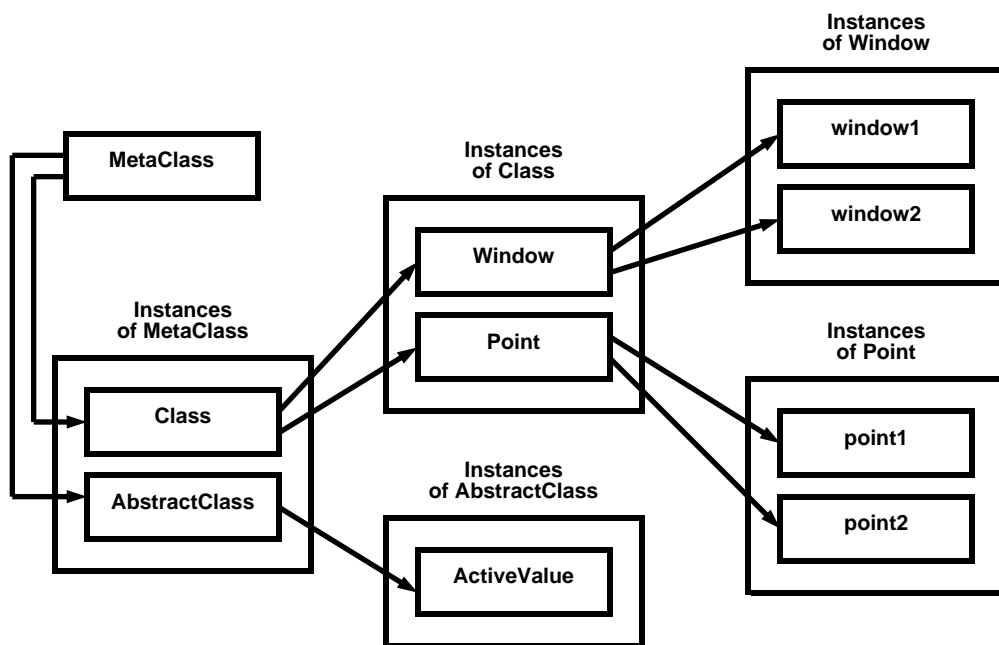 MetaClass
Instances
of MetaClass
Class
AbstractClass
Instances
of Class
Window
Point
Instances
of AbstractClass
ActiveValue
Instances
of Window
window1
window2
Instances
of Point
point1
point2